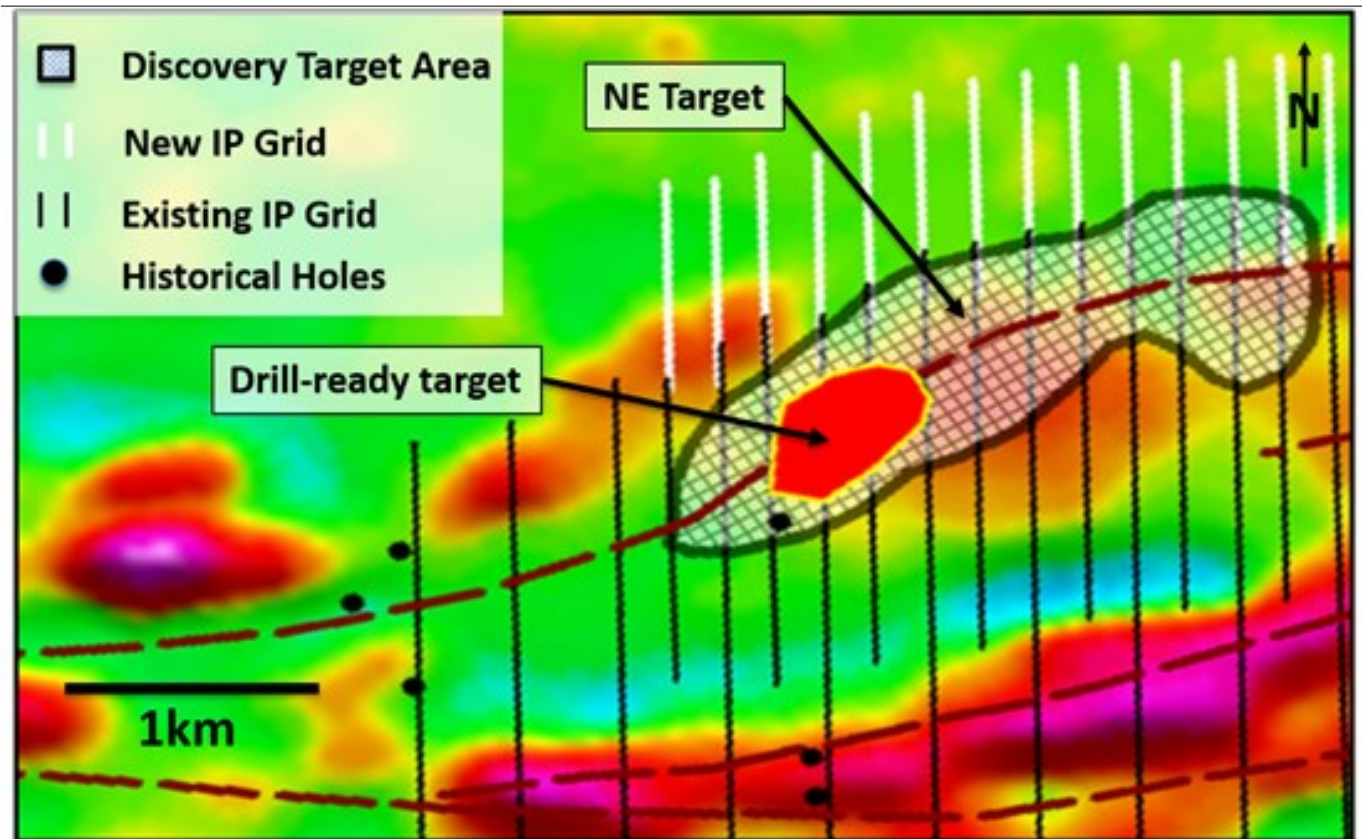 Discovery Target Area
New IP Grid
Existing IP Grid
Historical Holes
NE Target
N
Drill-ready target
1km